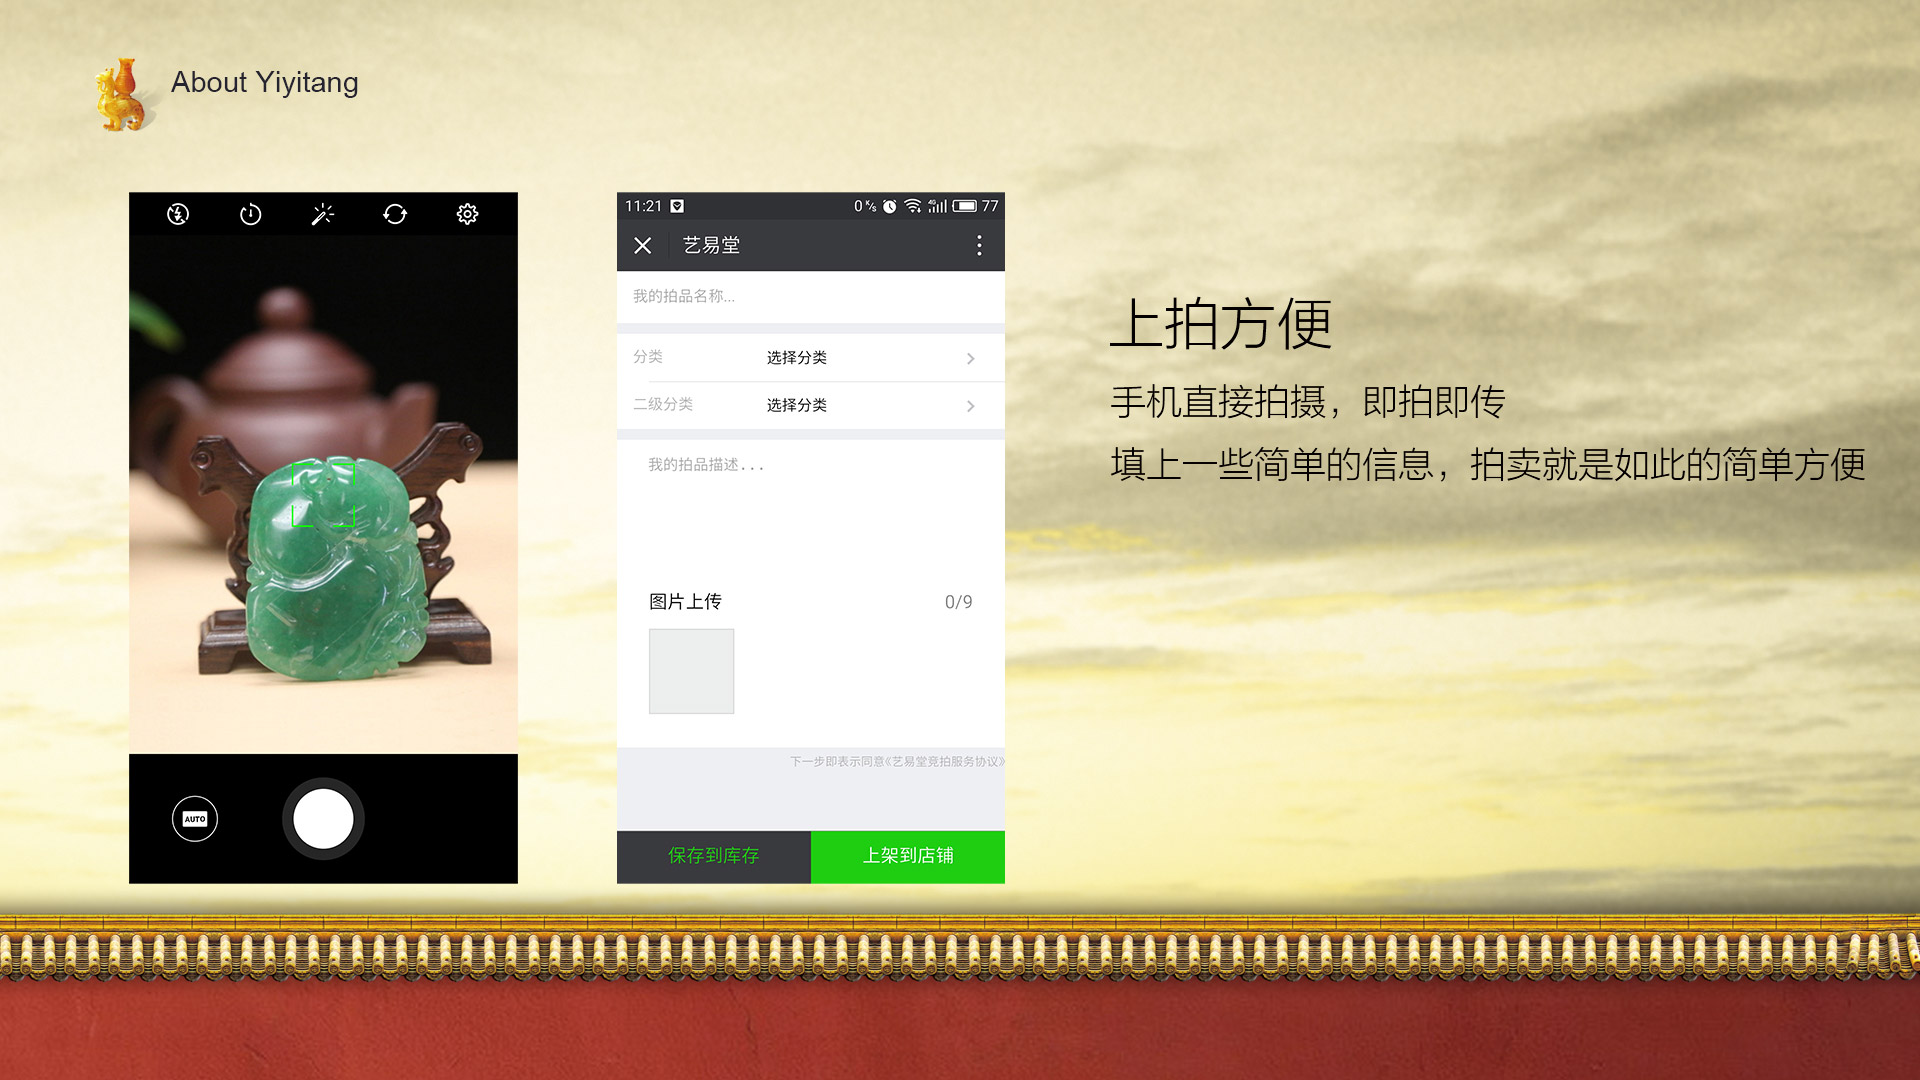 About Yiyitang
AUTO
11:21
0 K/s
4G
77
艺易堂
我的拍品名称...
分类
选择分类
二级分类
选择分类
我的拍品描述...
图片上传
0/9
下一步即表示同意《艺易堂竞拍服务协议》
保存到库存
上架到店铺
上拍方便
手机直接拍摄，即拍即传
填上一些简单的信息，拍卖就是如此的简单方便